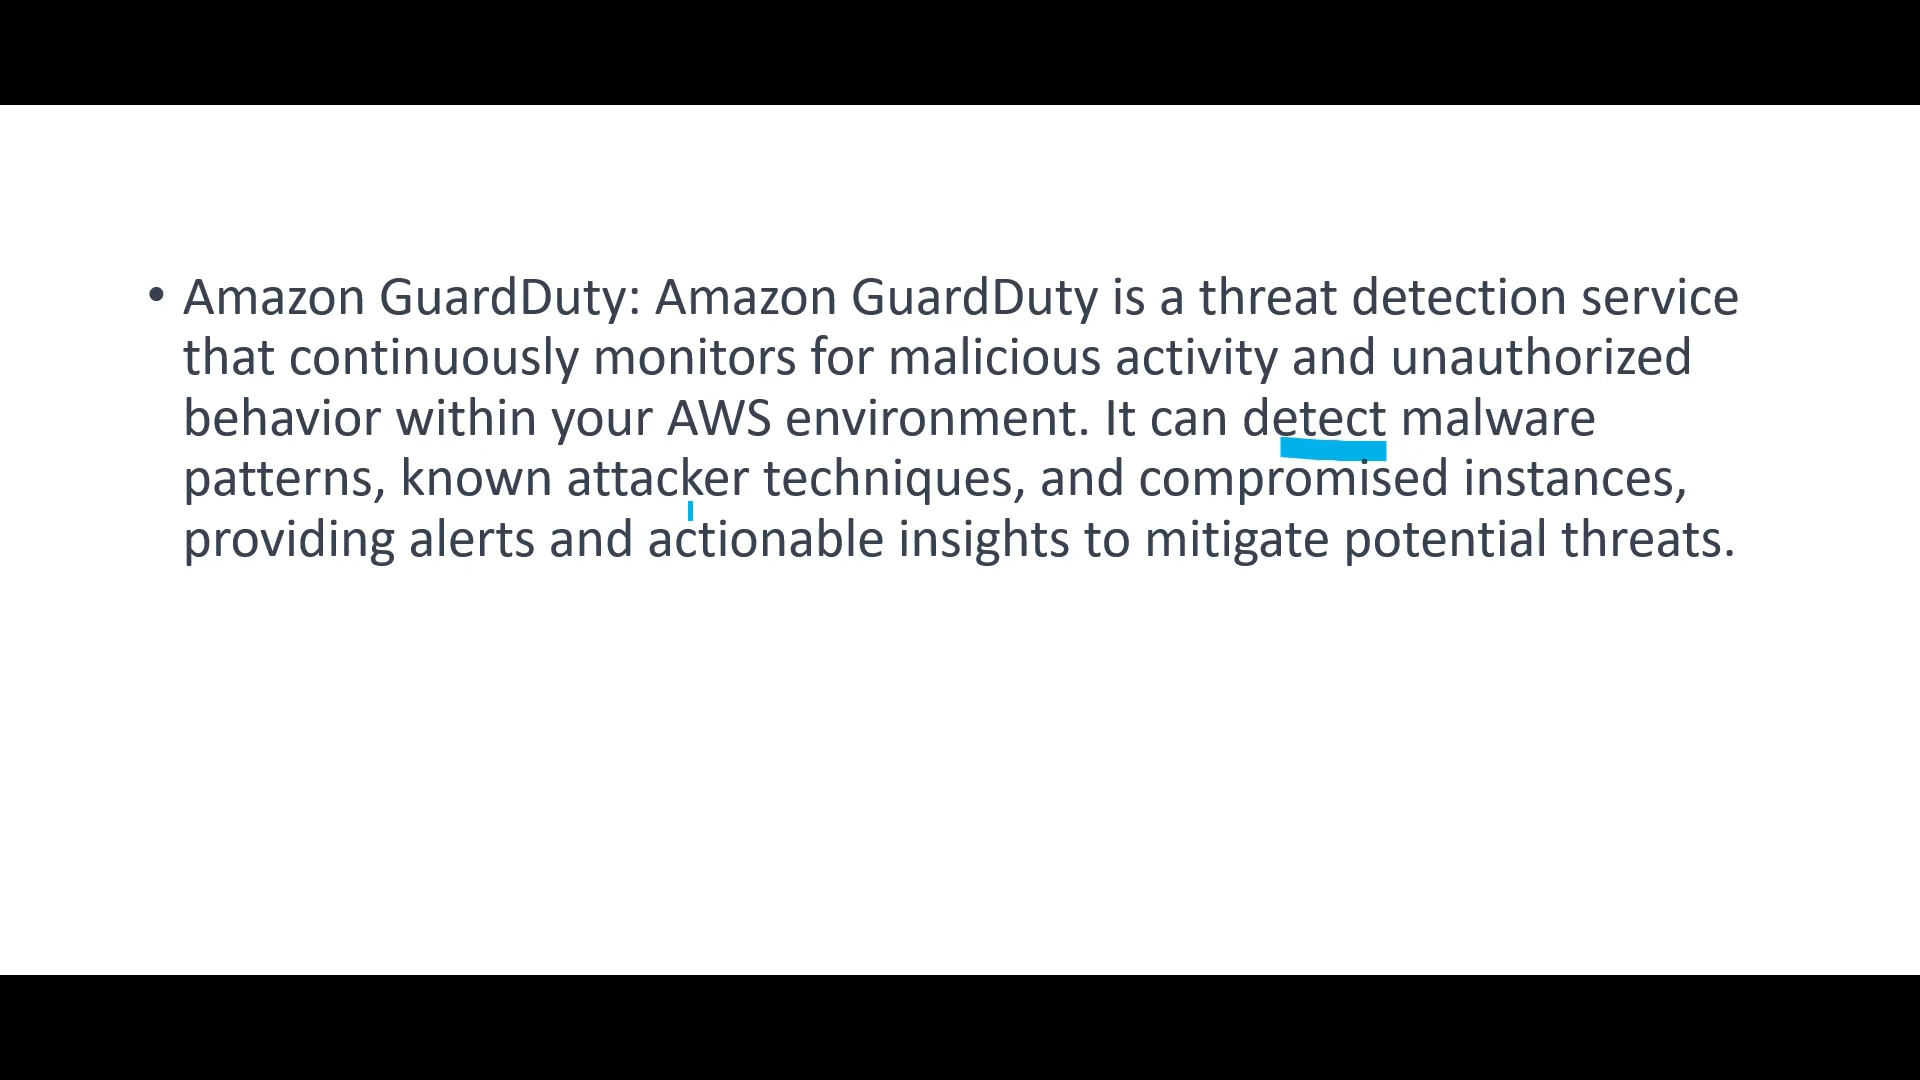 • Amazon GuardDuty: Amazon GuardDuty is a threat detection service
that continuously monitors for malicious activity and unauthorized
behavior within your AWS environment. It can detect malware
patterns, known attacker techniques, and compromised instances,
providing alerts and actionable insights to mitigate potential threats.